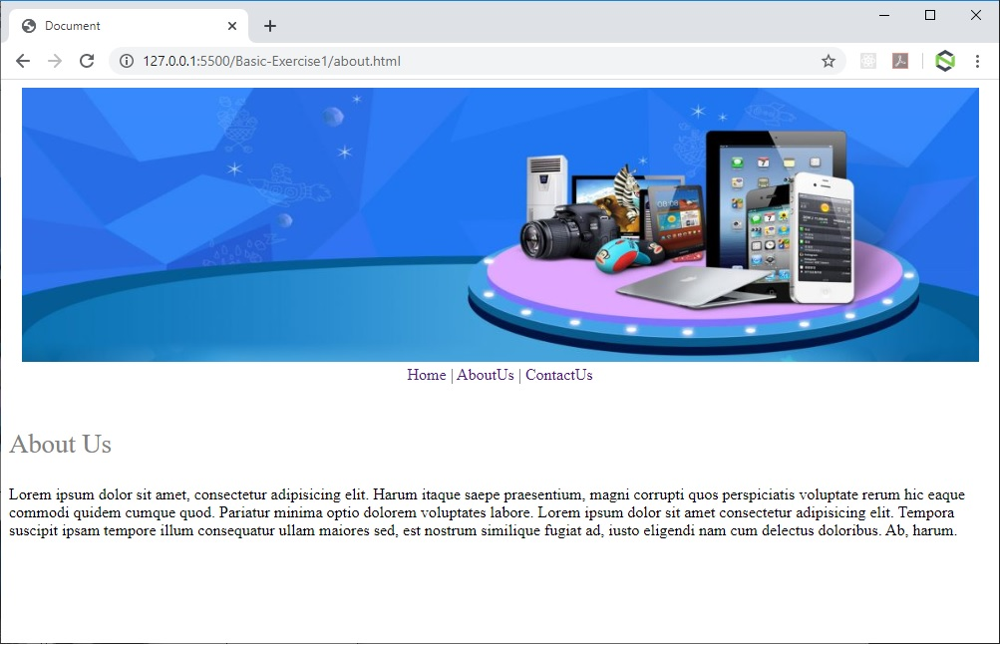 Document
127.0.0.1:5500/Basic-Exercise1/about.html
Home | AboutUs | ContactUs
About Us
Lorem ipsum dolor sit amet, consectetur adipisicing elit. Harum itaque saepe praesentium, magni corrupti quos perspiciatis voluptate rerum hic eaque
commodi quidem cumque quod. Pariatur minima optio dolorem voluptates labore. Lorem ipsum dolor sit amet consectetur adipisicing elit. Tempora
suscipit ipsam tempore illum consequatur ullam maiores sed, est nostrum similique fugiat ad, iusto eligendi nam cum delectus doloribus. Ab, harum.